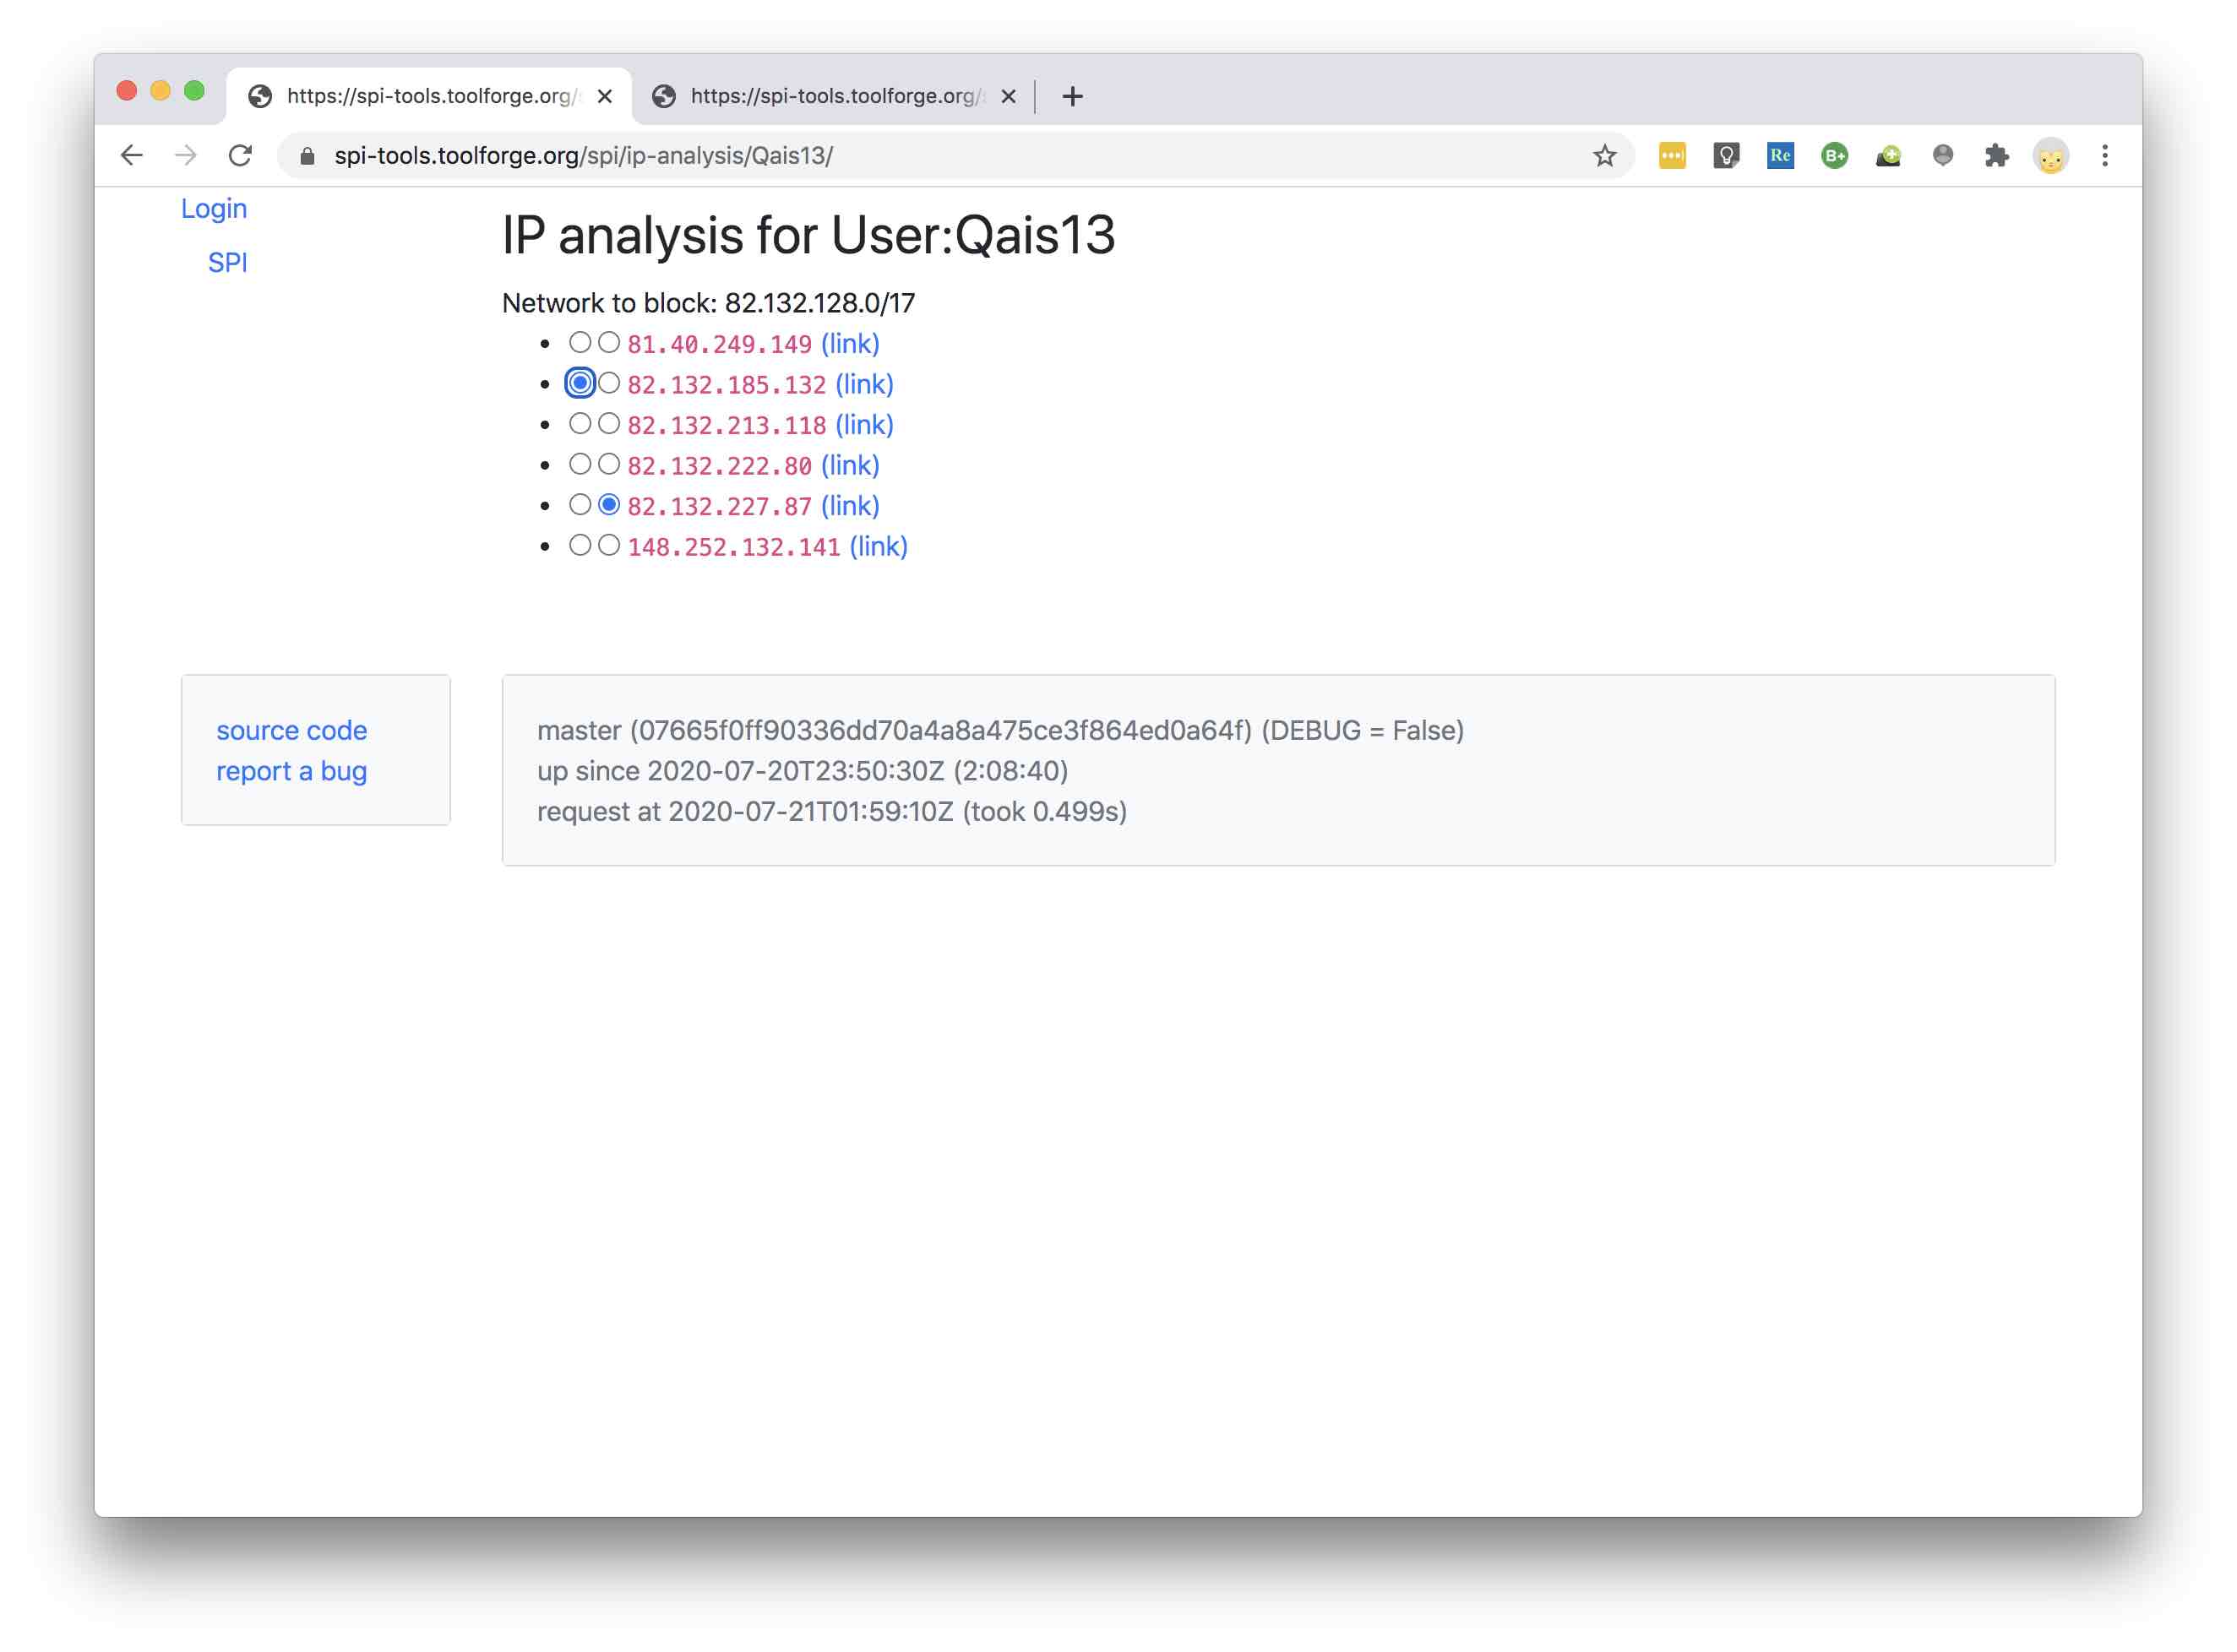 https://spi-tools.toolforge.org/
https://spi-tools.toolforge.org/
spi-tools.toolforge.org/spi/ip-analysis/Qais13/
Re
B+
Login
SPI
IP analysis for User:Qais13
Network to block: 82.132.128.0/17
81.40.249.149 (link)
82.132.185.132 (link)
82.132.213.118 (link)
82.132.222.80 (link)
82.132.227.87 (link)
148.252.132.141 (link)
source code
report a bug
master (07665f0ff90336dd70a4a8a475ce3f864ed0a64f) (DEBUG = False)
up since 2020-07-20T23:50:30Z (2:08:40)
request at 2020-07-21T01:59:10Z (took 0.499s)